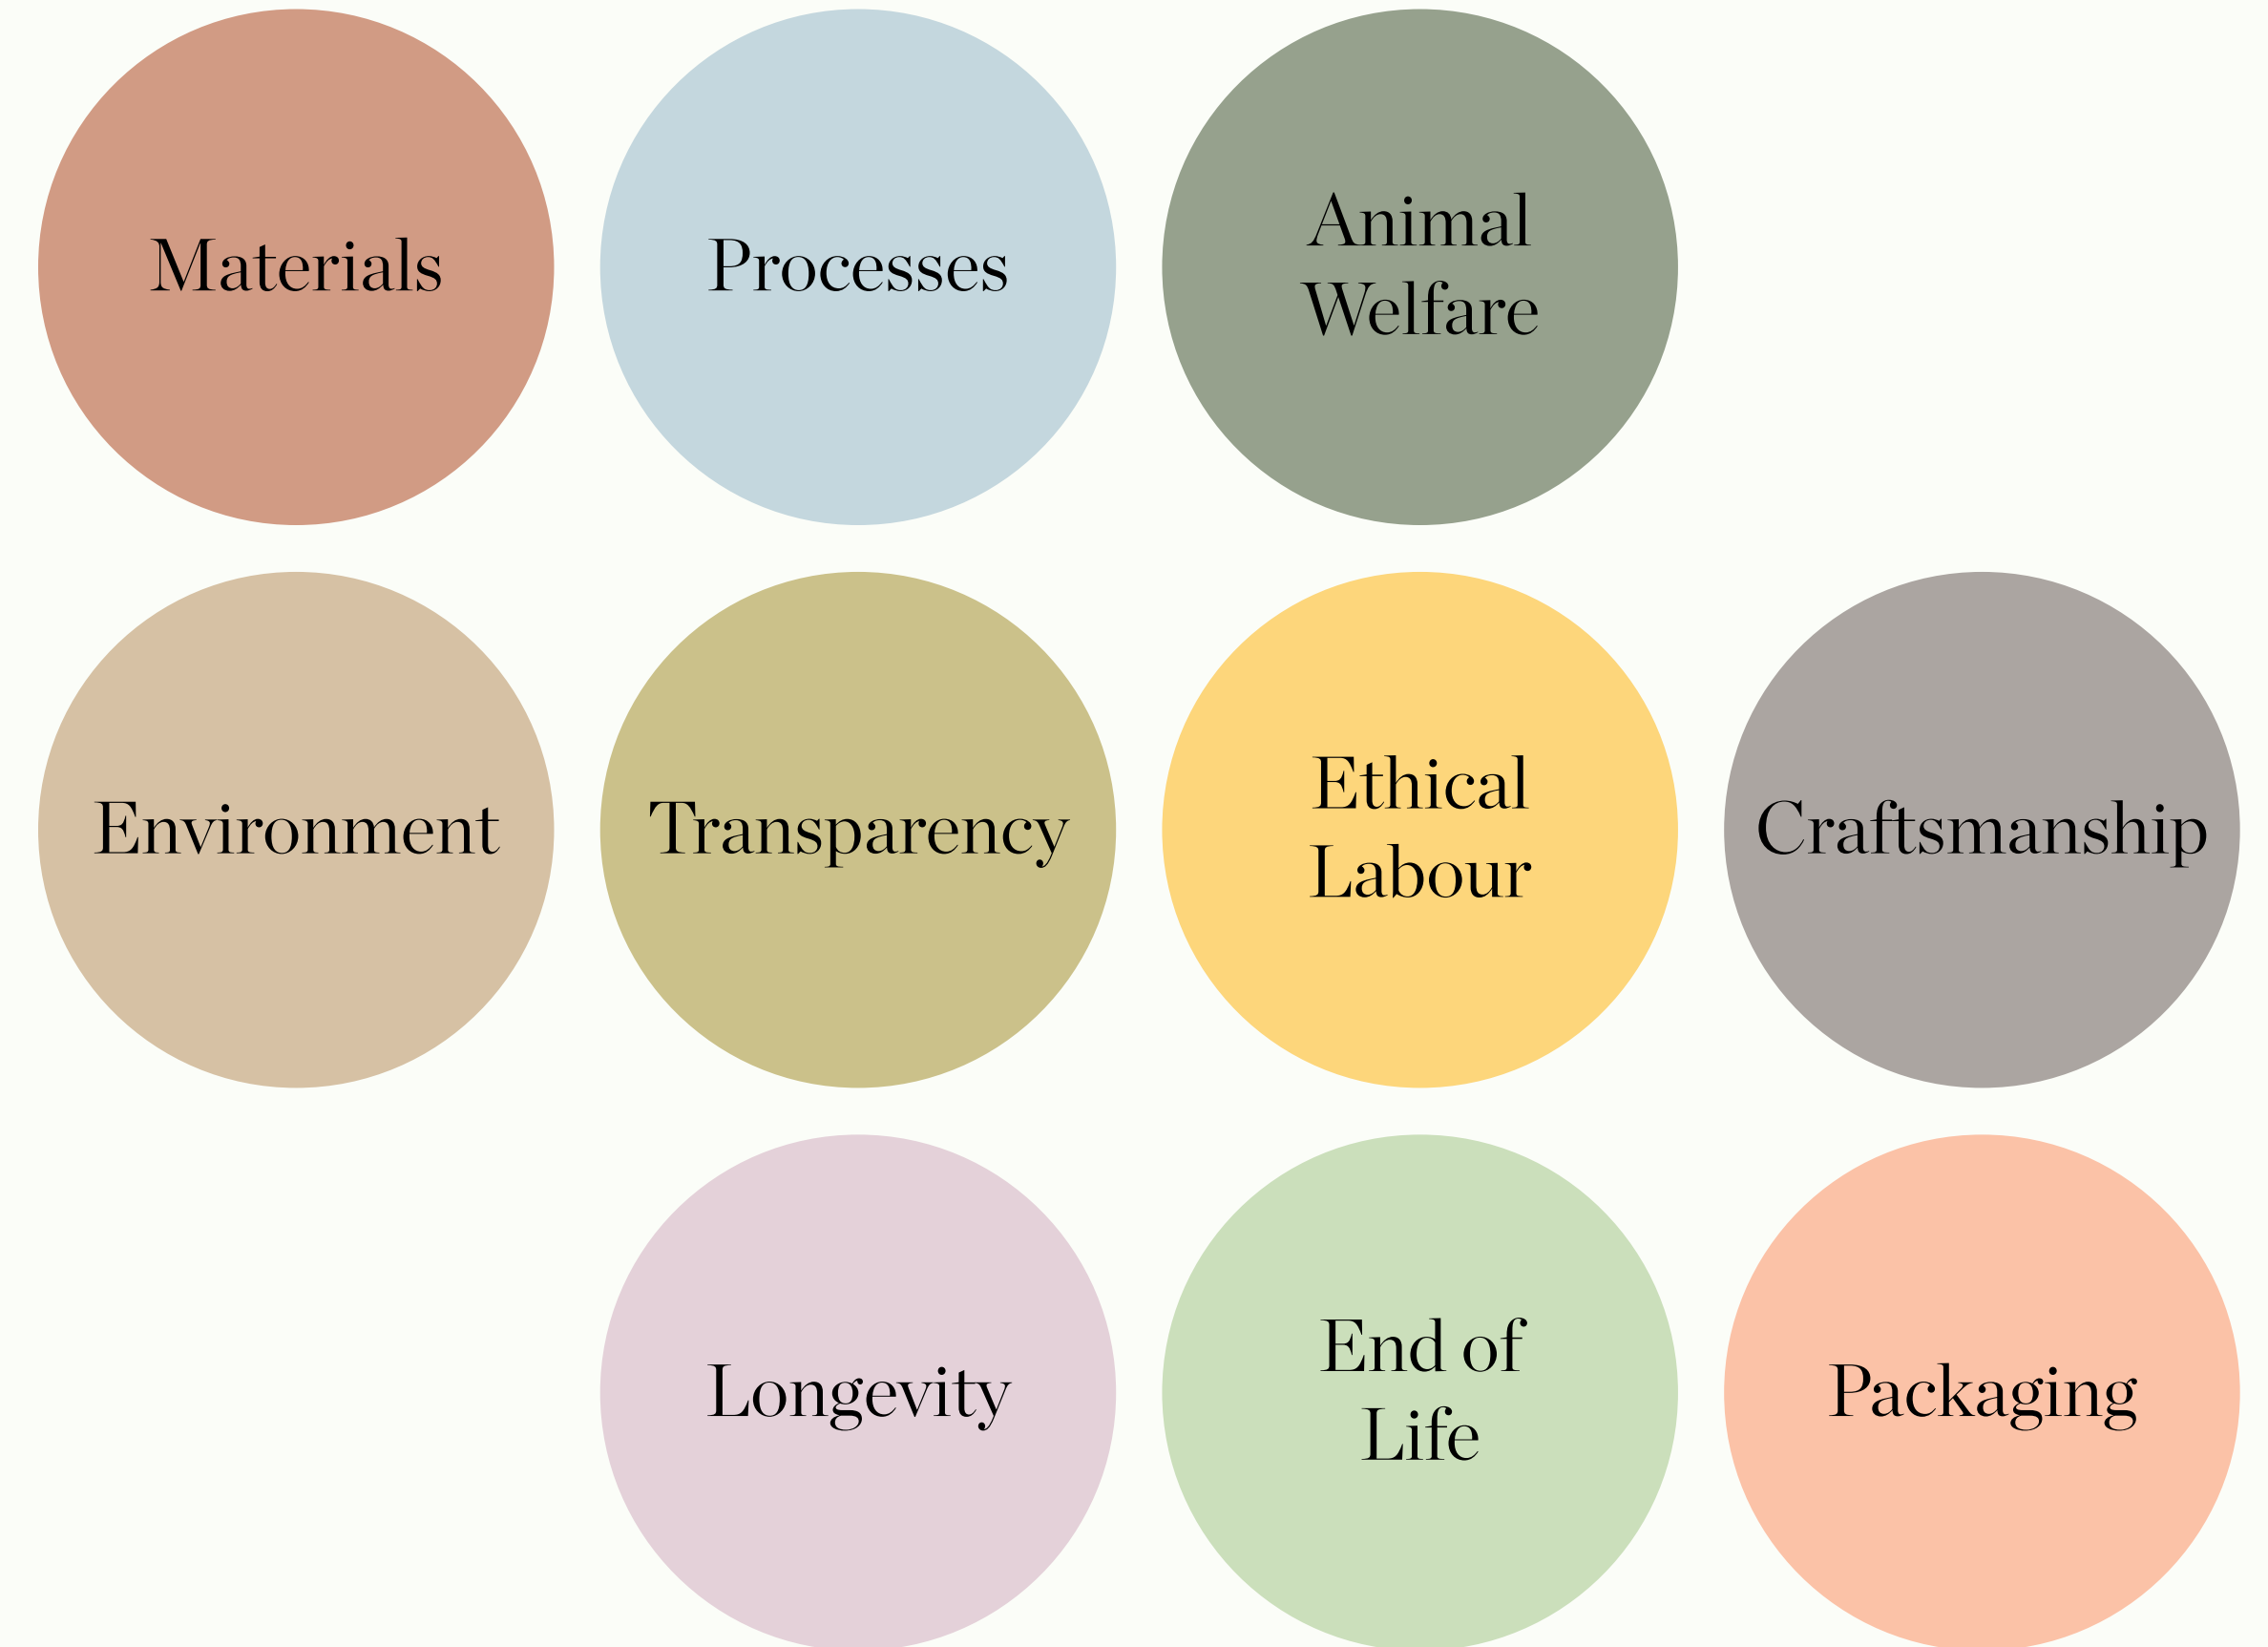 Materials
Processes
Animal
Welfare
Environment
Transparency
Ethical
Labour
Craftsmanship
Longevity
End of
Life
Packaging